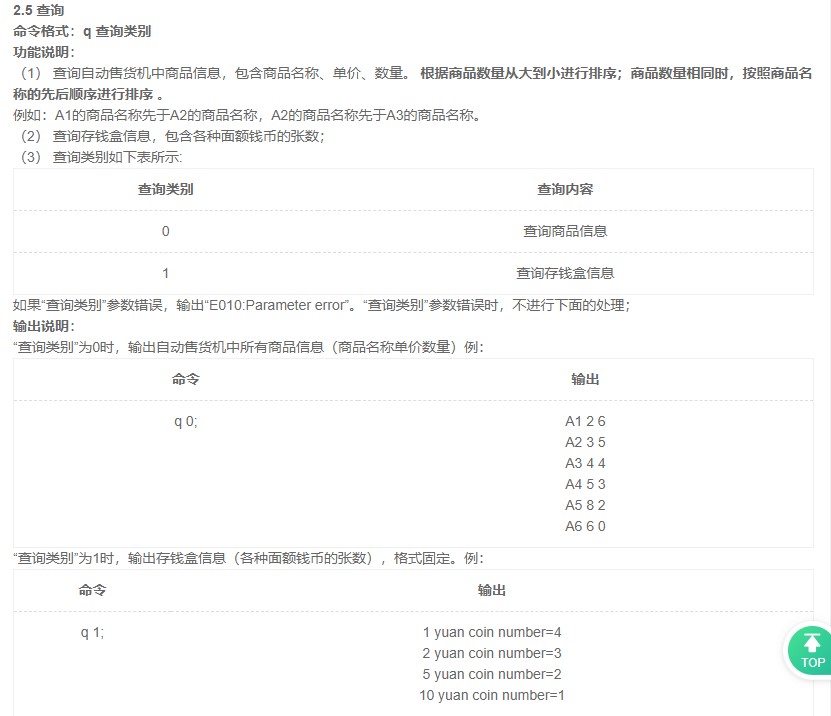 2.5 查询
命令格式：q 查询类别
功能说明：
（1） 查询自动售货机中商品信息，包含商品名称、单价、数量。 根据商品数量从大到小进行排序；商品数量相同时，按照商品名
称的先后顺序进行排序 。
例如：A1的商品名称先于A2的商品名称，A2的商品名称先于A3的商品名称。
（2） 查询存钱盒信息，包含各种面额钱币的张数；
（3） 查询类别如下表所示:
查询类别 查询内容
0 查询商品信息
1 查询存钱盒信息
如果“查询类别”参数错误，输出“E010:Parameter error”。“查询类别”参数错误时，不进行下面的处理；
输出说明：
“查询类别”为0时，输出自动售货机中所有商品信息（商品名称单价数量）例：
命令 输出
q 0; A1 2 6
A2 3 5
A3 4 4
A4 5 3
A5 8 2
A6 6 0
“查询类别”为1时，输出存钱盒信息（各种面额钱币的张数），格式固定。例：
命令 输出
q 1; 1 yuan coin number=4
2 yuan coin number=3
5 yuan coin number=2
10 yuan coin number=1
TOP